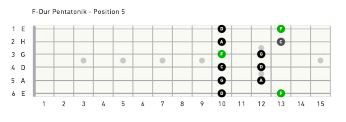 F-Dur Pentatonik - Position 5
1 E D F
2 H A C
3 G F G
4 D C D
5 A G A
6 E D F
1 2 3 4 5 6 7 8 9 10 11 12 13 14 15